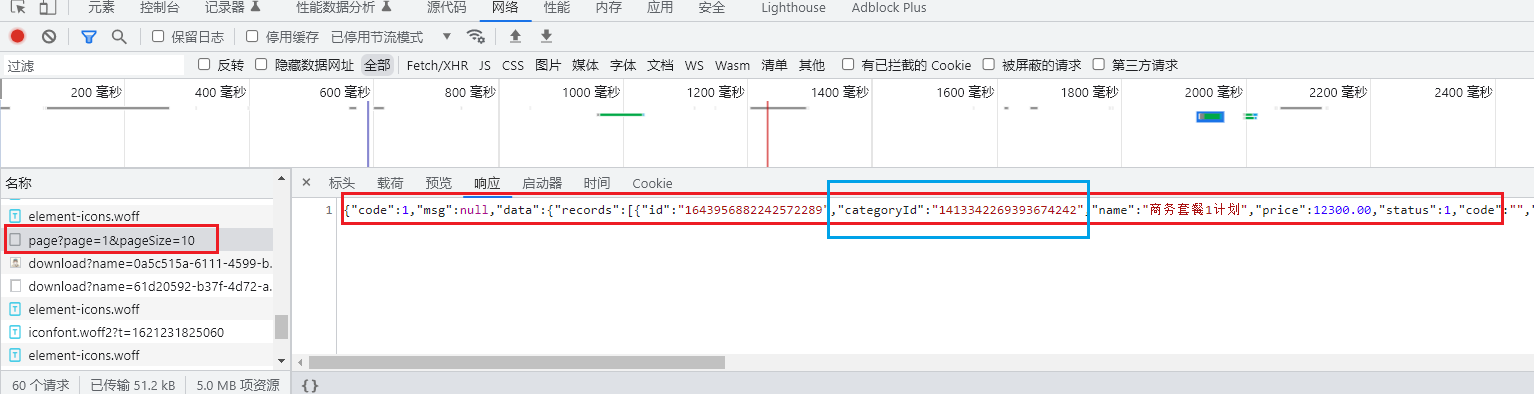 元素 控制台 记录器 性能数据分析 源代码 网络 性能 内存 应用 安全 Lighthouse Adblock Plus
保留日志 停用缓存 已停用节流模式
过滤 反转 隐藏数据网址 全部 Fetch/XHR JS CSS 图片 媒体 字体 文档 WS Wasm 清单 其他 有已拦截的 Cookie 被屏蔽的请求 第三方请求
200 毫秒 400 毫秒 600 毫秒 800 毫秒 1000 毫秒 1200 毫秒 1400 毫秒 1600 毫秒 1800 毫秒 2000 毫秒 2200 毫秒 2400 毫秒
名称 × 标头 载荷 预览 响应 启动器 时间 Cookie
1 {"code":1,"msg":null,"data":{"records":[{"id":"1643956882242572289","categoryId":"1413342269393674242","name":"商务套餐1计划","price":12300.00,"status":1,"code":"","
element-icons.woff
page?page=1&pageSize=10
download?name=0a5c515a-6111-4599-b.
download?name=61d20592-b37f-4d72-a.
element-icons.woff
iconfont.woff2?t=1621231825060
element-icons.woff
60 个请求 已传输 51.2 kB 5.0 MB 项资源 {}